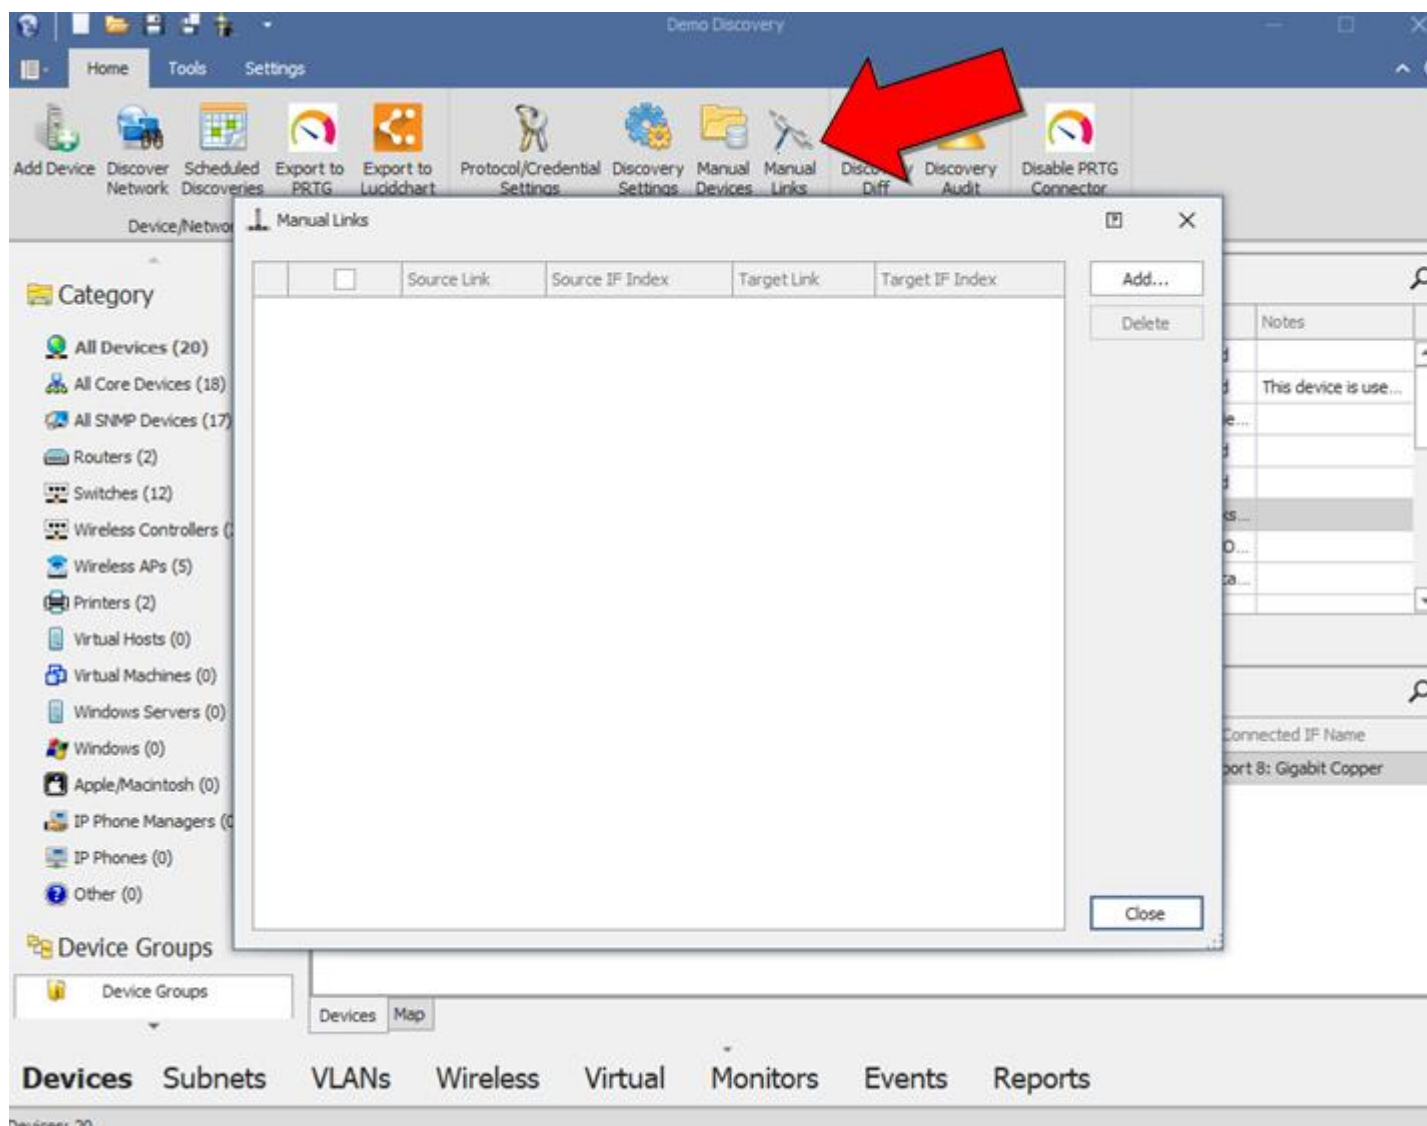 Demo Discovery
Home Tools Settings
Add Device Discover Network Scheduled Discoveries Export to PRTG Export to Lucidchart Protocol/Credential Settings Discovery Settings Manual Devices Manual Links Diff Discovery Audit Disable PRTG Connector
Manual Links
Source Link Source IF Index Target Link Target IF Index
Add...
Delete
Close
Category
All Devices (20)
All Core Devices (18)
All SNMP Devices (17)
Routers (2)
Switches (12)
Wireless Controllers
Wireless APs (5)
Printers (2)
Virtual Hosts (0)
Virtual Machines (0)
Windows Servers (0)
Windows (0)
Apple/Macintosh (0)
IP Phone Managers
IP Phones (0)
Other (0)
Device Groups
Device Groups
Notes
This device is use...
Connected IF Name
port 8: Gigabit Copper
Devices Map
Devices Subnets VLANs Wireless Virtual Monitors Events Reports